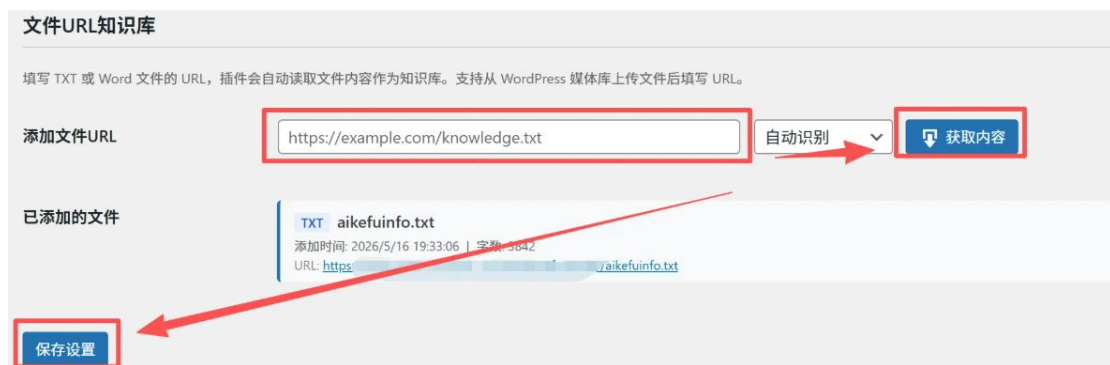 文件URL知识库
填写 TXT 或 Word 文件的 URL，插件会自动读取文件内容作为知识库。支持从 WordPress 媒体库上传文件后填写 URL。
添加文件URL
https://example.com/knowledge.txt
自动识别
获取内容
已添加的文件
TXT aikefuinfo.txt
添加时间: 2026/5/16 19:33:06 | 字数: 3842
URL: https /aikefuinfo.txt
保存设置